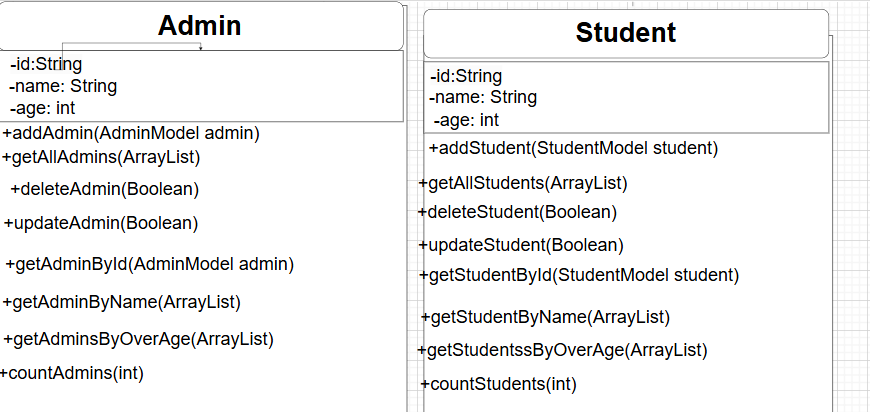 Admin
-id:String
-name: String
-age: int
+addAdmin(AdminModel admin)
+getAllAdmins(ArrayList)
+deleteAdmin(Boolean)
+updateAdmin(Boolean)
+getAdminById(AdminModel admin)
+getAdminByName(ArrayList)
+getAdminsByOverAge(ArrayList)
+countAdmins(int)
Student
-id:String
-name: String
-age: int
+addStudent(StudentModel student)
+getAllStudents(ArrayList)
+deleteStudent(Boolean)
+updateStudent(Boolean)
+getStudentById(StudentModel student)
+getStudentByName(ArrayList)
+getStudentssByOverAge(ArrayList)
+countStudents(int)